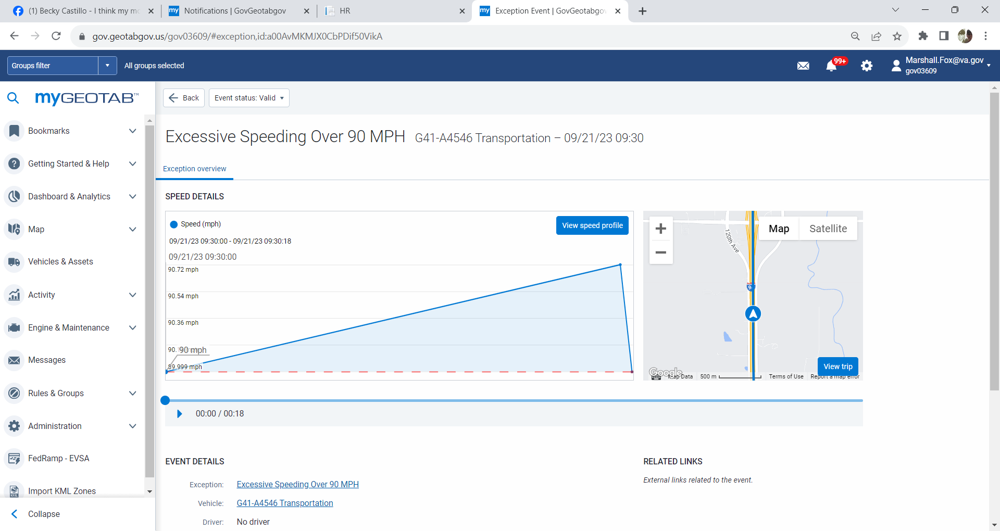 (1) Becky Castillo - I think my mo
Notifications | GovGeotabgov
HR
Exception Event | GovGeotabgov
gov.geotabgov.us/gov03609/#exception,id:a00AvMKMJX0CbPDif50VikA
Groups filter
All groups selected
99+
Marshall.Fox@va.gov
gov03609
myGEOTAB™
Back
Event status: Valid
Bookmarks
Getting Started & Help
Dashboard & Analytics
Map
Vehicles & Assets
Activity
Engine & Maintenance
Messages
Rules & Groups
Administration
FedRamp - EVSA
Import KML Zones
Collapse
Excessive Speeding Over 90 MPH G41-A4546 Transportation – 09/21/23 09:30
Exception overview
SPEED DETAILS
Speed (mph)
View speed profile
09/21/23 09:30:00 - 09/21/23 09:30:18
09/21/23 09:30:00
90.72 mph
90.54 mph
90.36 mph
90 mph
89.999 mph
Map
Satellite
120th Ave
View trip
Google
Map Data
500 m
Terms of Use
Report a map error
00:00 / 00:18
EVENT DETAILS
Exception: Excessive Speeding Over 90 MPH
Vehicle: G41-A4546 Transportation
Driver: No driver
RELATED LINKS
External links related to the event.